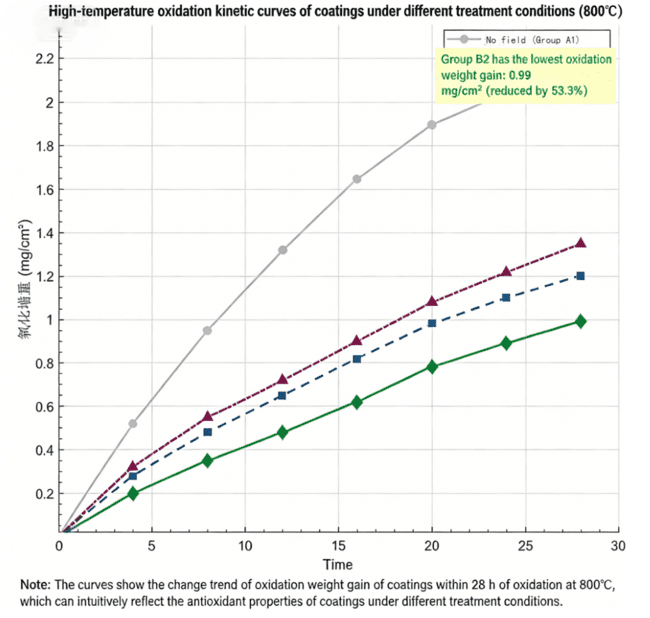 High-temperature oxidation kinetic curves of coatings under different treatment conditions (800℃)
No field (Group A1)
Group B2 has the lowest oxidation
weight gain: 0.99
mg/cm² (reduced by 53.3%)
2.2
2
1.8
1.6
1.4
1.2
1
0.8
0.6
0.4
0.2
氧化增重 (mg/cm²)
0 5 10 15 20 25 30
Time
Note: The curves show the change trend of oxidation weight gain of coatings within 28 h of oxidation at 800℃,
which can intuitively reflect the antioxidant properties of coatings under different treatment conditions.